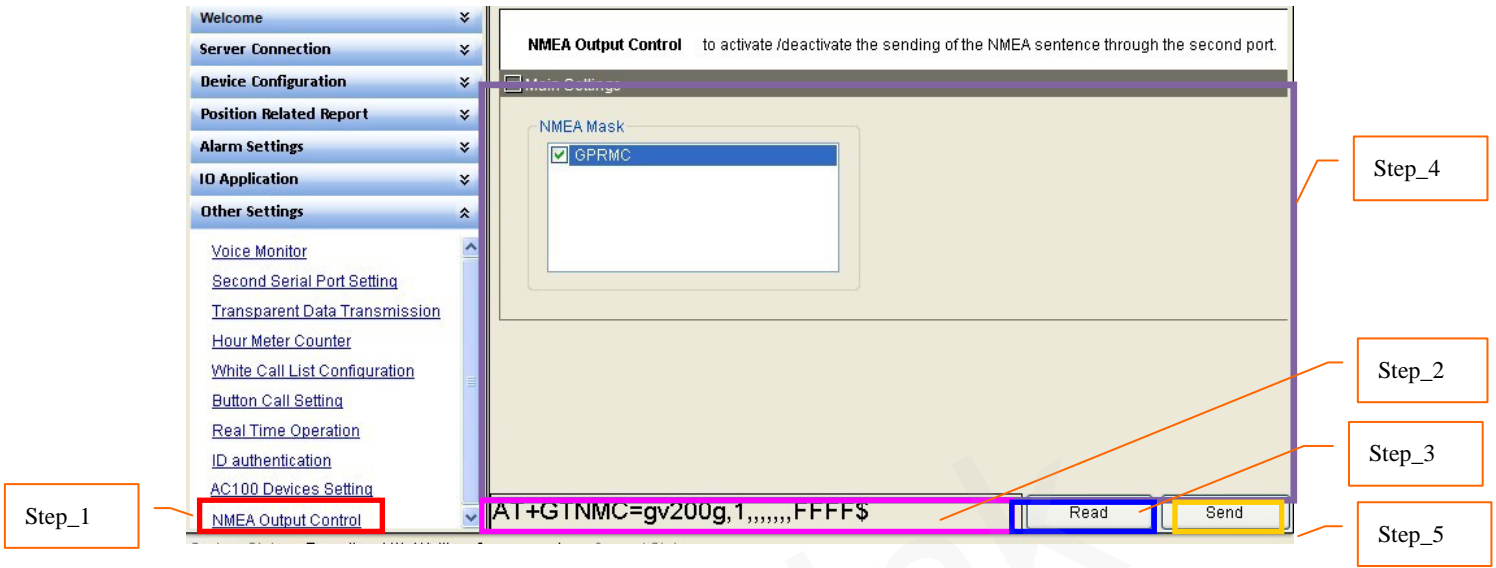 Welcome
Server Connection
Device Configuration
Position Related Report
Alarm Settings
IO Application
Other Settings
Voice Monitor
Second Serial Port Setting
Transparent Data Transmission
Hour Meter Counter
White Call List Configuration
Button Call Setting
Real Time Operation
ID authentication
AC100 Devices Setting
NMEA Output Control
NMEA Output Control to activate /deactivate the sending of the NMEA sentence through the second port.
Main Settings
NMEA Mask
GPRMC
AT+GTNMC=gv200g,1,,,,,,,FFFF$
Read
Send
Step_1
Step_4
Step_2
Step_3
Step_5